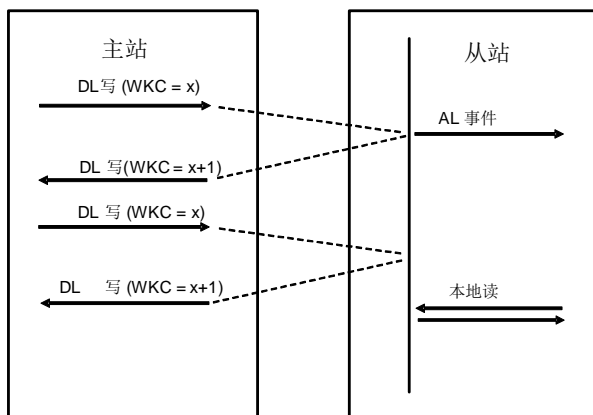 主站
从站
DL写 (WKC = x)
AL 事件
DL 写(WKC = x+1)
DL 写 (WKC = x)
DL 写 (WKC = x+1)
本地读